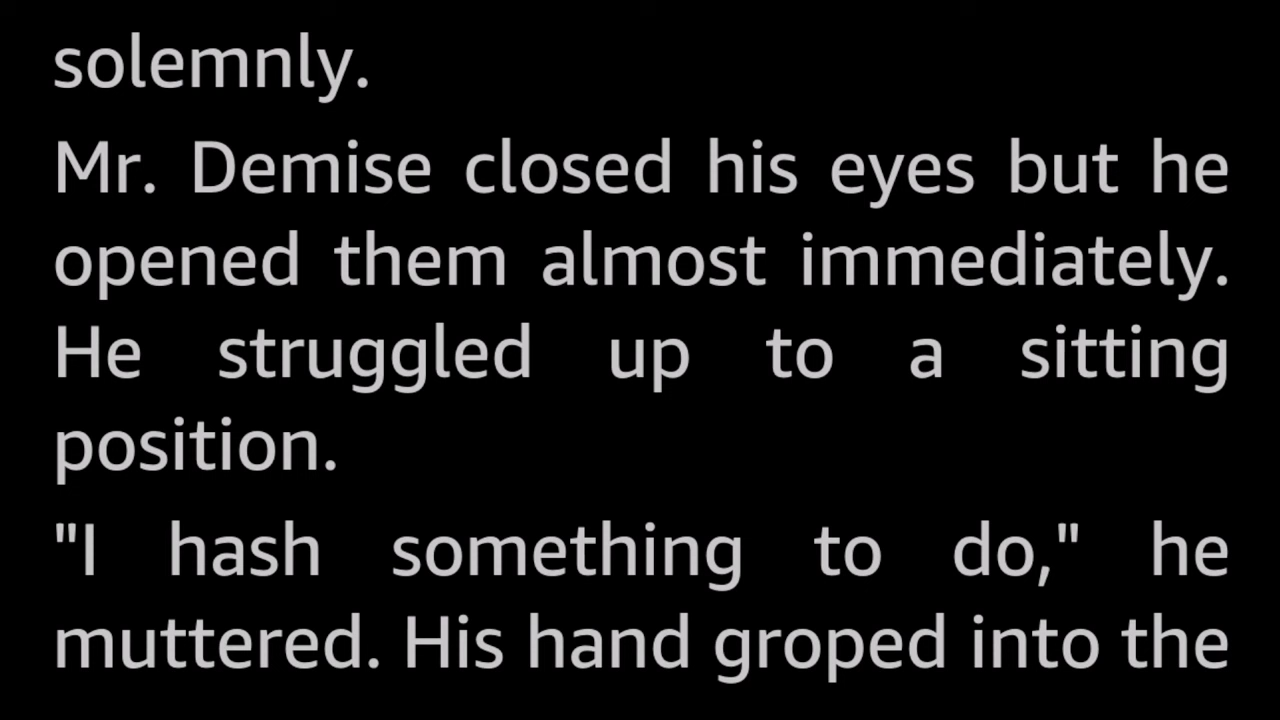 solemnly.
Mr. Demise closed his eyes but he
opened them almost immediately.
He struggled up to a sitting
position.
"I hash something to do," he
muttered. His hand groped into the